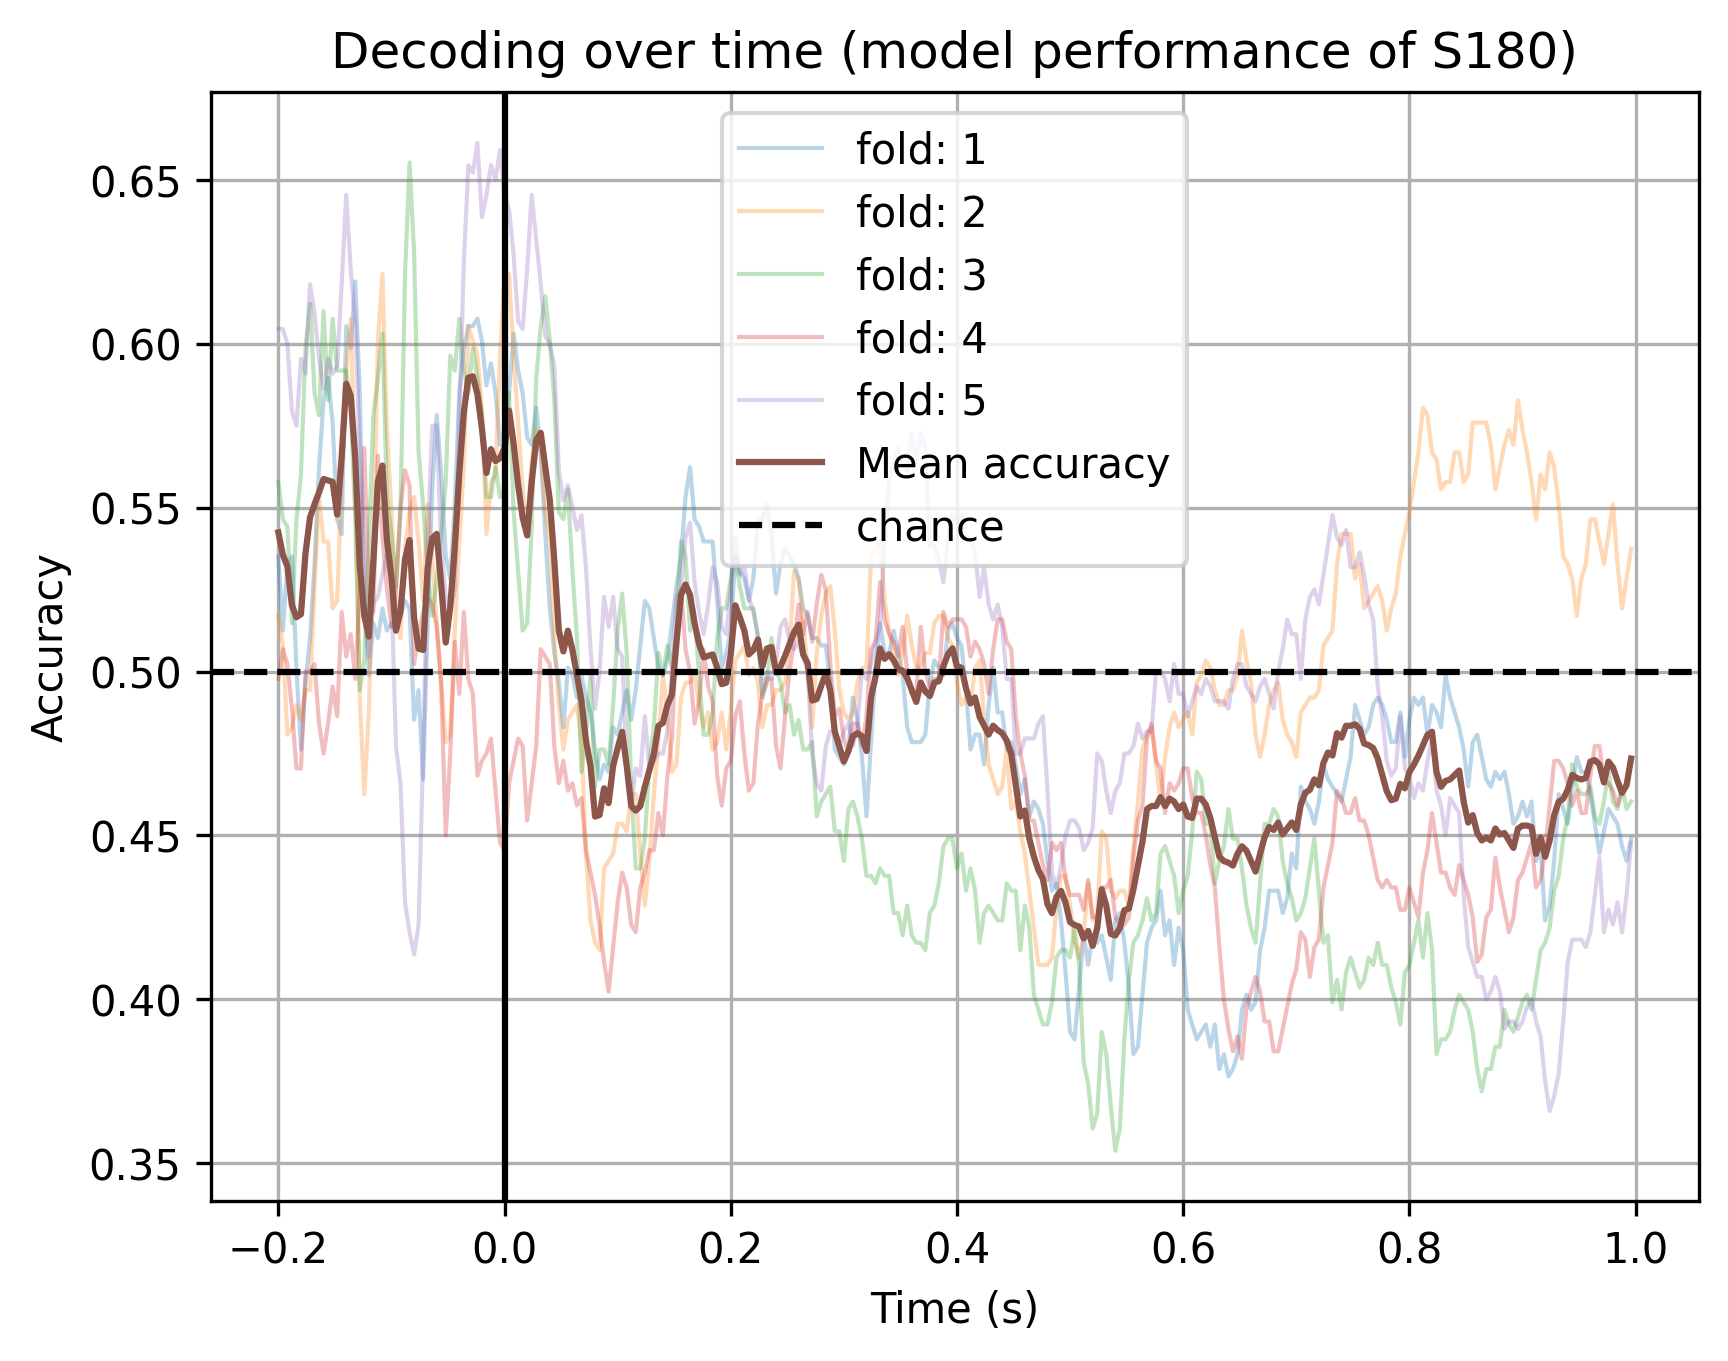 Decoding over time (model performance of S180)
fold: 1
fold: 2
fold: 3
fold: 4
fold: 5
Mean accuracy
chance
Accuracy
0.65
0.60
0.55
0.50
0.45
0.40
0.35
−0.2 0.0 0.2 0.4 0.6 0.8 1.0
Time (s)